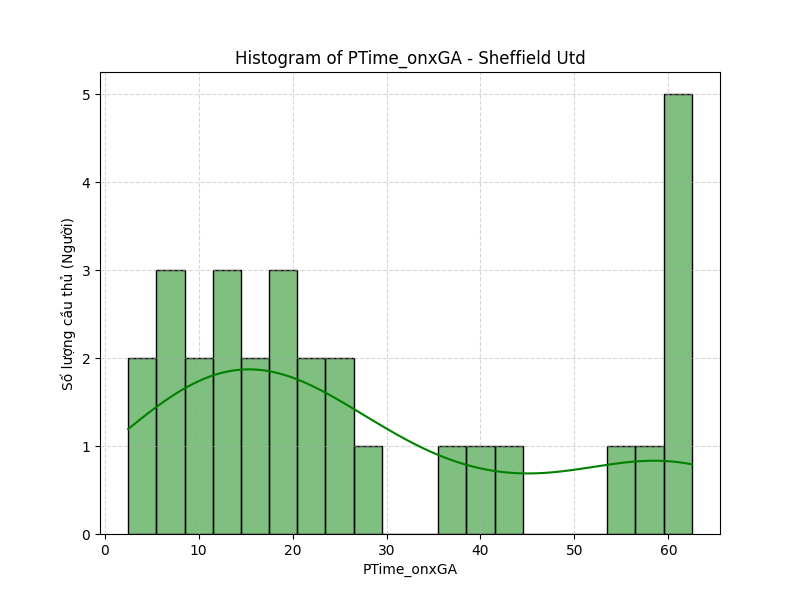 Histogram of PTime_onxGA - Sheffield Utd
Số lượng cầu thủ (Người)
5
4
3
2
1
0
0 10 20 30 40 50 60
PTime_onxGA